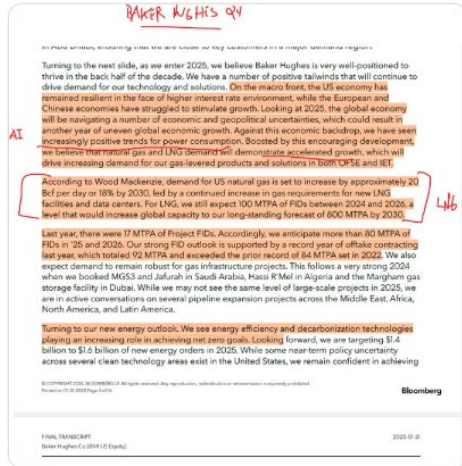 BAKER HUGHIS Q4
in Abu Dhabi, ensuring that we are close to key customers in a major demand region.
Turning to the next slide, as we enter 2025, we believe Baker Hughes is very well-positioned to
thrive in the back half of the decade. We have a number of positive tailwinds that will continue to
drive demand for our technology and solutions. On the macro front, the US economy has
remained resilient in the face of higher interest rate environment, while the European and
Chinese economies have struggled to stimulate growth. Looking at 2025, the global economy
will be navigating a number of economic and geopolitical uncertainties, which could result in
another year of uneven global economic growth. Against this economic backdrop, we have seen
AI
increasingly positive trends for power consumption. Boosted by this encouraging development,
we believe that natural gas and LNG demand will demonstrate accelerated growth, which will
drive increasing demand for our gas-levered products and solutions in both OFSE and IET.
According to Wood Mackenzie, demand for US natural gas is set to increase by approximately 20
Bcf per day or 18% by 2030, led by a continued increase in gas requirements for new LNG
facilities and data centers. For LNG, we still expect 100 MTPA of FIDs between 2024 and 2026, a
LNG
level that would increase global capacity to our long-standing forecast of 800 MTPA by 2030.
Last year, there were 17 MTPA of Project FIDs. Accordingly, we anticipate more than 80 MTPA of
FIDs in '25 and 2026. Our strong FID outlook is supported by a record year of offtake contracting
last year, which totaled 92 MTPA and exceeded the prior record of 84 MTPA set in 2022. We also
expect demand to remain robust for gas infrastructure projects. This follows a very strong 2024
when we booked MGS3 and Jafurah in Saudi Arabia, Hassi R'Mel in Algeria and the Margham gas
storage facility in Dubai. While we may not see the same level of large-scale projects in 2025, we
are in active conversations on several pipeline expansion projects across the Middle East, Africa,
North America, and Latin America.
Turning to our new energy outlook. We see energy efficiency and decarbonization technologies
playing an increasing role in achieving net zero goals. Looking forward, we are targeting $1.4
billion to $1.6 billion of new energy orders in 2025. While some near-term policy uncertainty
across several clean technology areas exist in the United States, we remain confident in achieving
© COPYRIGHT 2025, BLOOMBERG LP. All rights reserved. Any reproduction, redistribution or retransmission is expressly prohibited.
Bloomberg
FINAL TRANSCRIPT
2025-01-31
Baker Hughes Co (BKR US Equity)